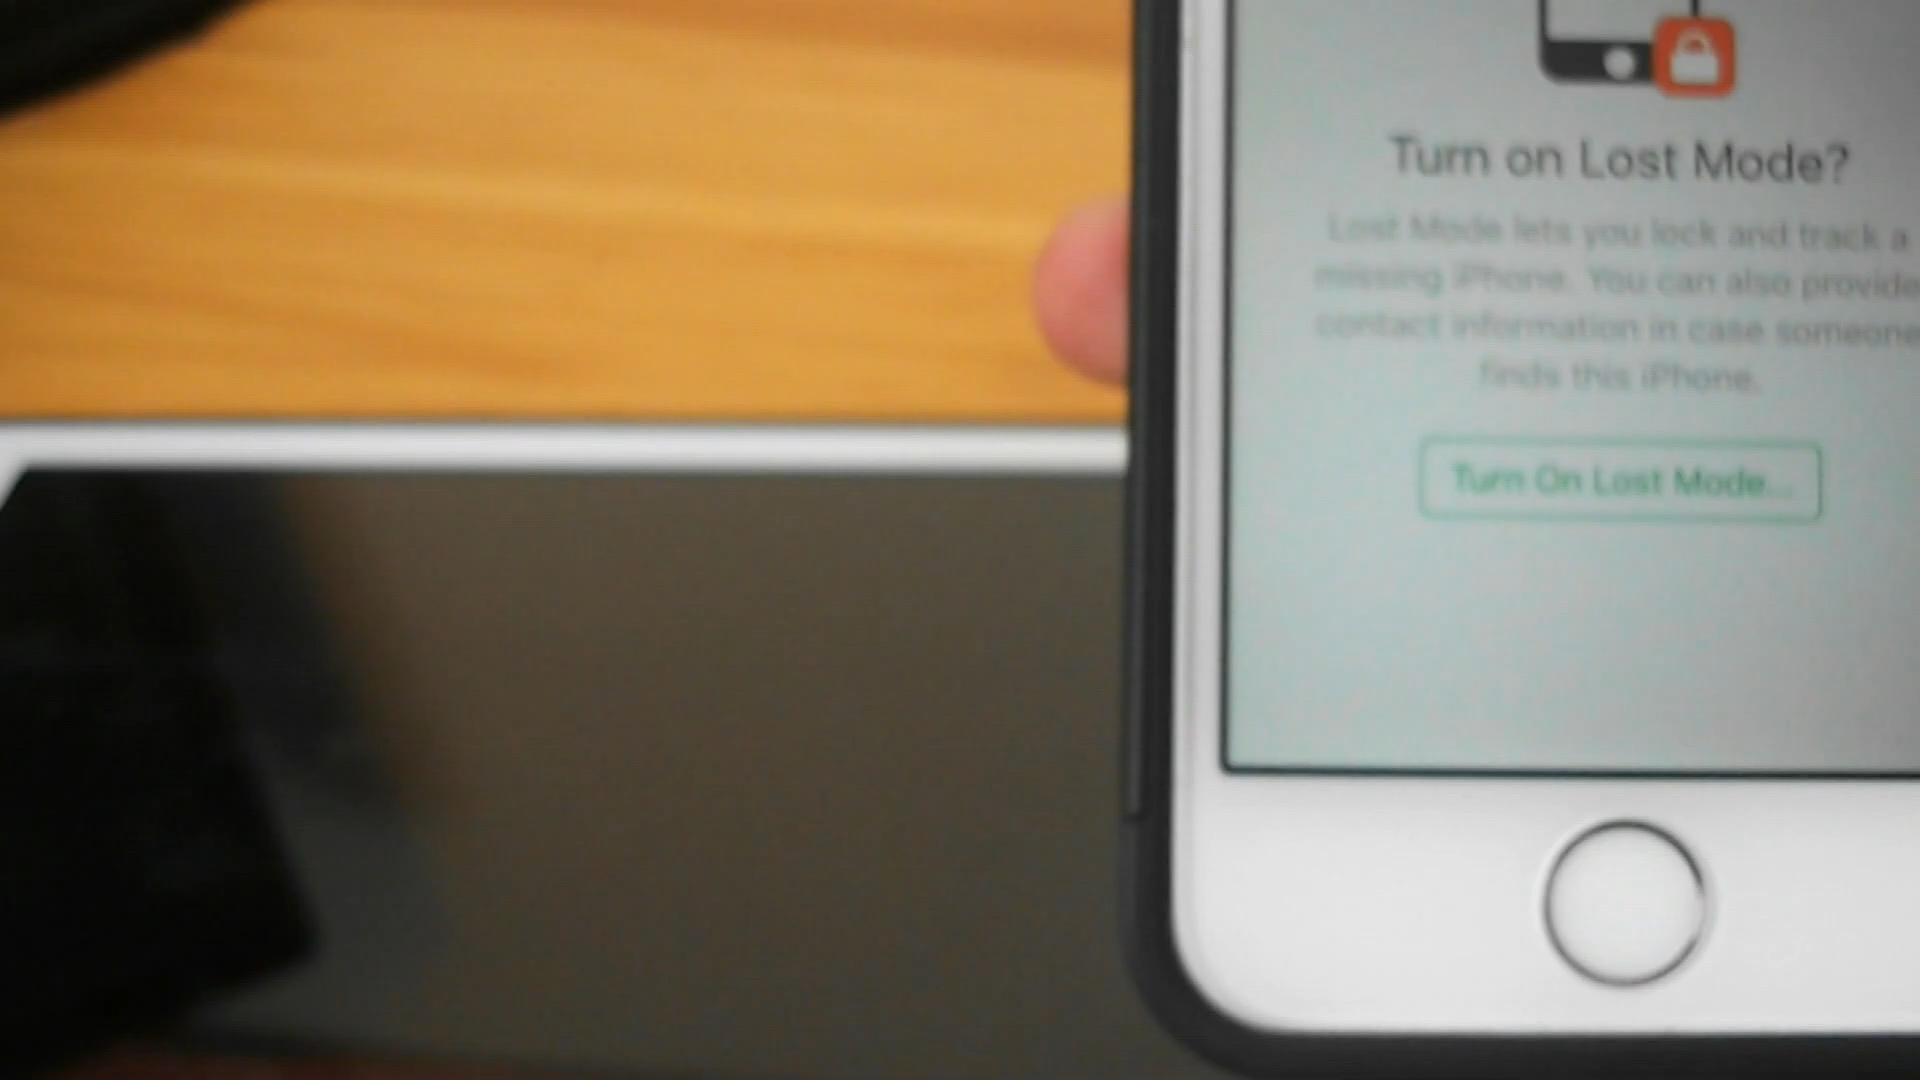 Turn on Lost Mode?
Lost Mode lets you lock and track a
missing iPhone. You can also provide
contact information in case someone
finds this iPhone.
Turn On Lost Mode...